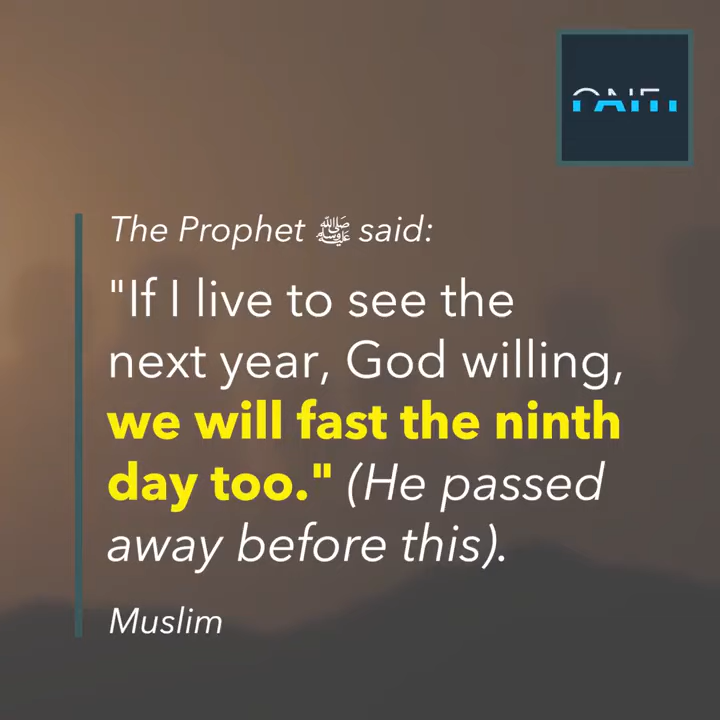 The Prophet ﷺ said:
"If I live to see the
next year, God willing,
we will fast the ninth
day too." (He passed
away before this).
Muslim